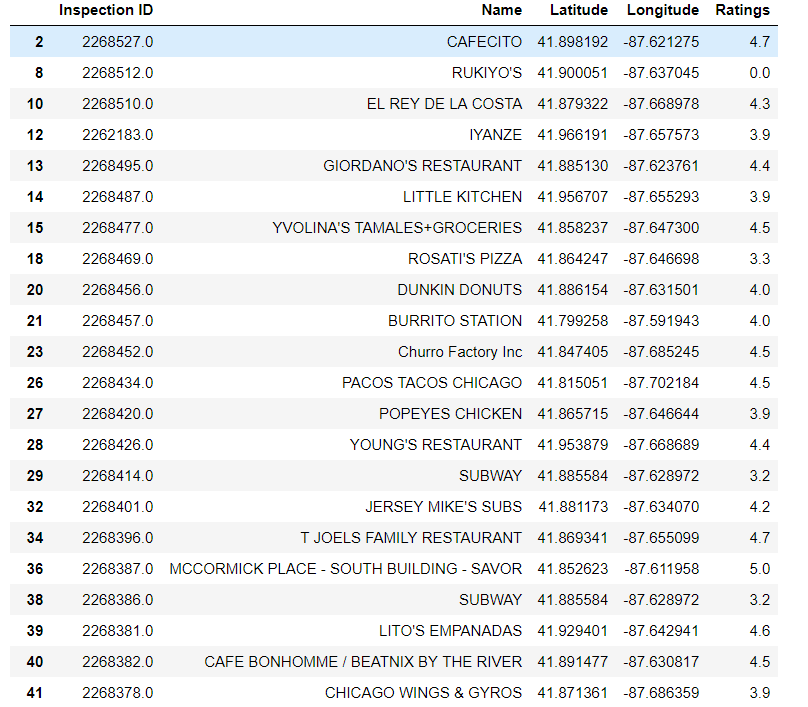 Inspection ID Name Latitude Longitude Ratings
2 2268527.0 CAFECITO 41.898192 -87.621275 4.7
8 2268512.0 RUKIYO'S 41.900051 -87.637045 0.0
10 2268510.0 EL REY DE LA COSTA 41.879322 -87.668978 4.3
12 2262183.0 IYANZE 41.966191 -87.657573 3.9
13 2268495.0 GIORDANO'S RESTAURANT 41.885130 -87.623761 4.4
14 2268487.0 LITTLE KITCHEN 41.956707 -87.655293 3.9
15 2268477.0 YVOLINA'S TAMALES+GROCERIES 41.858237 -87.647300 4.5
18 2268469.0 ROSATI'S PIZZA 41.864247 -87.646698 3.3
20 2268456.0 DUNKIN DONUTS 41.886154 -87.631501 4.0
21 2268457.0 BURRITO STATION 41.799258 -87.591943 4.0
23 2268452.0 Churro Factory Inc 41.847405 -87.685245 4.5
26 2268434.0 PACOS TACOS CHICAGO 41.815051 -87.702184 4.5
27 2268420.0 POPEYES CHICKEN 41.865715 -87.646644 3.9
28 2268426.0 YOUNG'S RESTAURANT 41.953879 -87.668689 4.4
29 2268414.0 SUBWAY 41.885584 -87.628972 3.2
32 2268401.0 JERSEY MIKE'S SUBS 41.881173 -87.634070 4.2
34 2268396.0 T JOELS FAMILY RESTAURANT 41.869341 -87.655099 4.7
36 2268387.0 MCCORMICK PLACE - SOUTH BUILDING - SAVOR 41.852623 -87.611958 5.0
38 2268386.0 SUBWAY 41.885584 -87.628972 3.2
39 2268381.0 LITO'S EMPANADAS 41.929401 -87.642941 4.6
40 2268382.0 CAFE BONHOMME / BEATNIX BY THE RIVER 41.891477 -87.630817 4.5
41 2268378.0 CHICAGO WINGS & GYROS 41.871361 -87.686359 3.9